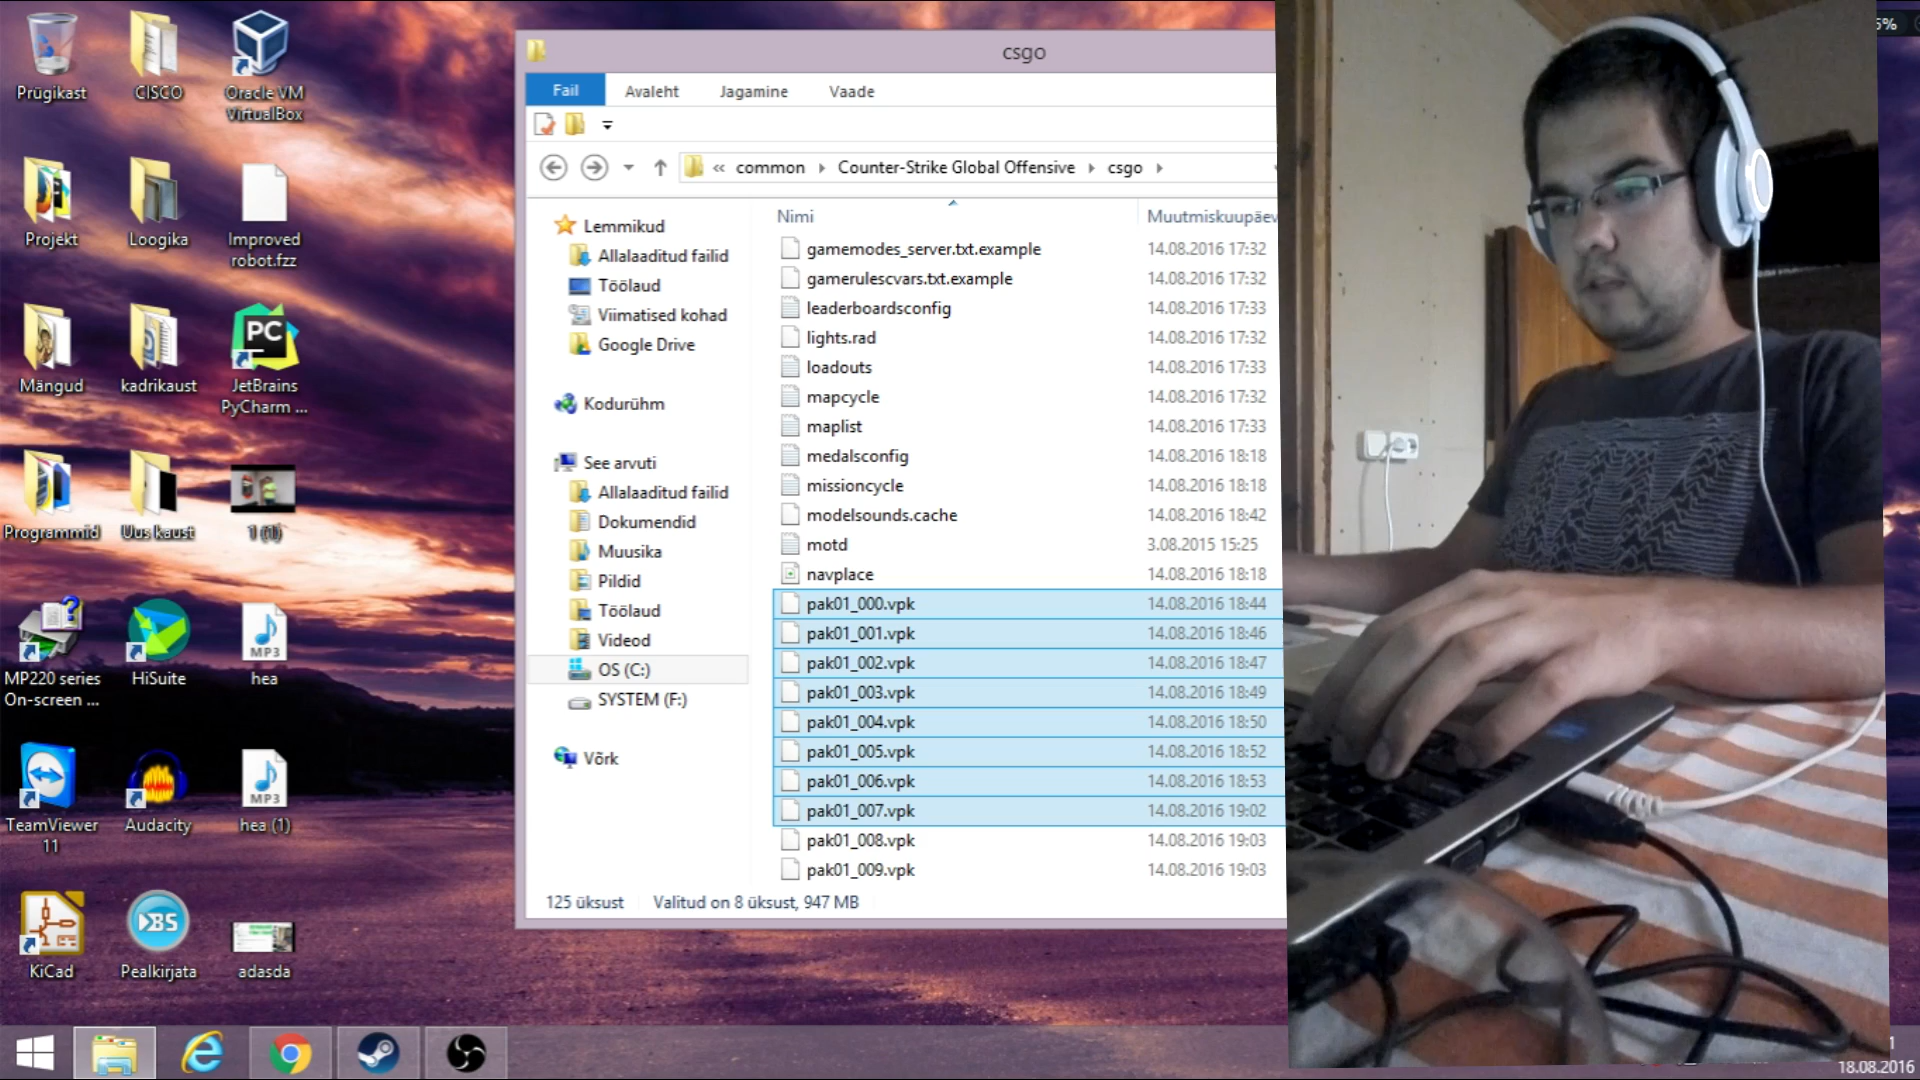 Prügikast
CISCO
Oracle VM
VirtualBox
Projekt
Loogika
Improved
robot.fzz
Mängud
kadrikaust
PC
JetBrains
PyCharm ...
Programmid
Uus kaust
1 (1)
MP220 series
On-screen ...
HiSuite
MP3
hea
TeamViewer
11
Audacity
MP3
hea (1)
KiCad
BS
Pealkirjata
adasda
csgo
Fail
Avaleht
Jagamine
Vaade
« common
Counter-Strike Global Offensive
csgo
Lemmikud
Allalaaditud failid
Töölaud
Viimatised kohad
Google Drive
Kodurühm
See arvuti
Allalaaditud failid
Dokumendid
Muusika
Pildid
Töölaud
Videod
OS (C:)
SYSTEM (F:)
Võrk
Nimi Muutmiskuupäev
gamemodes_server.txt.example 14.08.2016 17:32
gamerulescvars.txt.example 14.08.2016 17:32
leaderboardsconfig 14.08.2016 17:33
lights.rad 14.08.2016 17:32
loadouts 14.08.2016 17:33
mapcycle 14.08.2016 17:32
maplist 14.08.2016 17:33
medalsconfig 14.08.2016 18:18
missioncycle 14.08.2016 18:18
modelsounds.cache 14.08.2016 18:42
motd 3.08.2015 15:25
navplace 14.08.2016 18:18
pak01_000.vpk 14.08.2016 18:44
pak01_001.vpk 14.08.2016 18:46
pak01_002.vpk 14.08.2016 18:47
pak01_003.vpk 14.08.2016 18:49
pak01_004.vpk 14.08.2016 18:50
pak01_005.vpk 14.08.2016 18:52
pak01_006.vpk 14.08.2016 18:53
pak01_007.vpk 14.08.2016 19:02
pak01_008.vpk 14.08.2016 19:03
pak01_009.vpk 14.08.2016 19:03
125 üksust
Valitud on 8 üksust, 947 MB
5%
1
18.08.2016